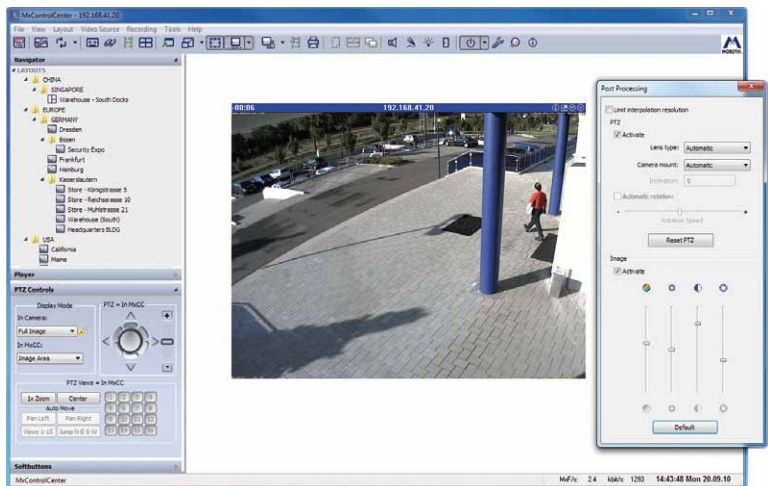 MxControlCenter - 192.168.41.20
File View Layout Video Source Recording Tools Help
MOBOTIX
Navigator
LAYOUTS
CHINA
SINGAPORE
Warehouse - South Docks
EUROPE
GERMANY
Dresden
Essen
Security Expo
Frankfurt
Hamburg
Kaiserslautern
Store - Königstrasse 5
Store - Reichsstrasse 10
Store - Muhlstrasse 21
Warehouse (South)
Headquarters BLDG
USA
California
Maine
Player
PTZ Controls
Display Mode
In Camera:
Full Image
In MxCC:
Image Area
PTZ = In MxCC
PTZ Views = In MxCC
1x Zoom Center
Auto Move
Pan Left Pan Right
Views 1-15 Jump N-E-S-W
Softbuttons
-00:06 192.168.41.20
Post Processing
Limit interpolation resolution
PTZ
Activate
Lens type: Automatic
Camera mount: Automatic
Inclination: 0
Automatic rotation:
- +
Rotation Speed
Reset PTZ
Image
Activate
Default
MxControlCenter
MxF/s: 2.4 kbit/s: 1293 14:43:48 Mon 20.09.10